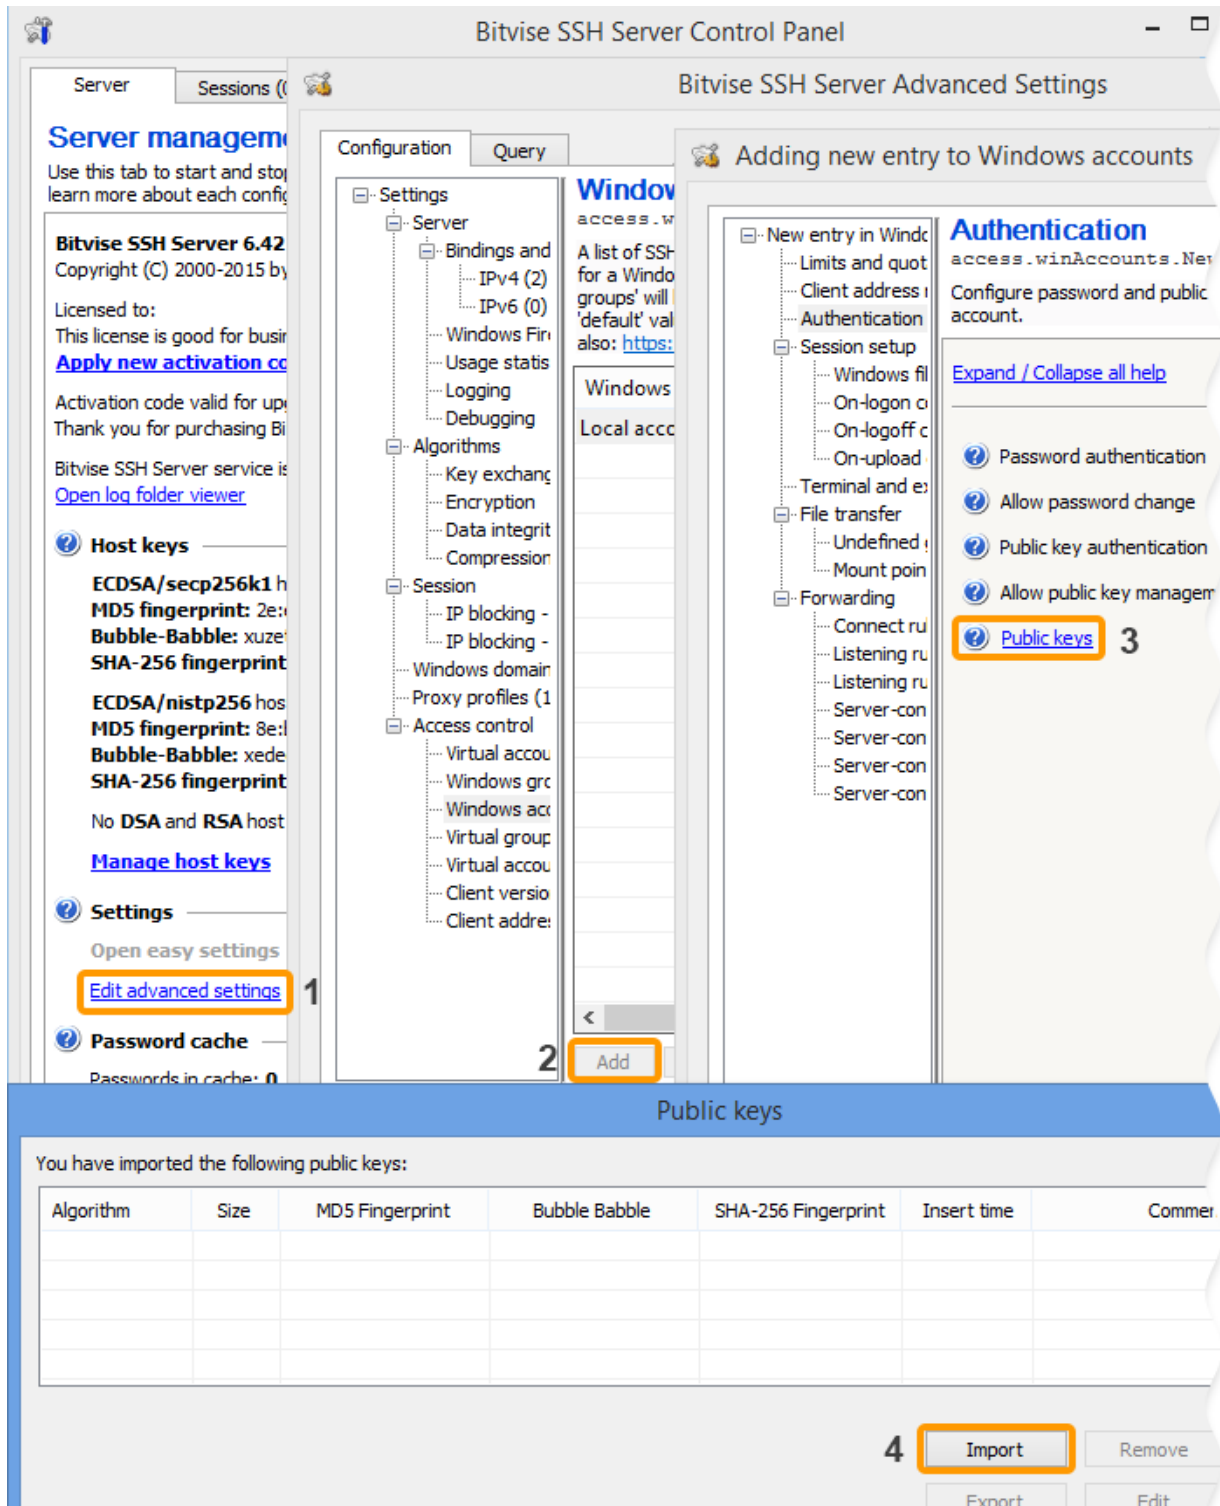 Bitvise SSH Server Control Panel
Server
Sessions (
Bitvise SSH Server Advanced Settings
Server managem
Use this tab to start and stop
learn more about each config
Bitvise SSH Server 6.42
Copyright (C) 2000-2015 by
Licensed to:
This license is good for busin
Apply new activation co
Activation code valid for upg
Thank you for purchasing Bi
Bitvise SSH Server service is
Open log folder viewer
Host keys
ECDSA/secp256k1 h
MD5 fingerprint: 2e:
Bubble-Babble: xuze
SHA-256 fingerprint
ECDSA/nistp256 hos
MD5 fingerprint: 8e:
Bubble-Babble: xede
SHA-256 fingerprint
No DSA and RSA host
Manage host keys
Settings
Open easy settings
Edit advanced settings
1
Password cache
Passwords in cache: 0
Configuration
Query
Settings
Server
Bindings and
IPv4 (2)
IPv6 (0)
Windows Fir
Usage statis
Logging
Debugging
Algorithms
Key exchang
Encryption
Data integrit
Compression
Session
IP blocking -
IP blocking -
Windows domain
Proxy profiles (1
Access control
Virtual accou
Windows gro
Windows acc
Virtual group
Virtual accou
Client versio
Client addres
Window
access.w
A list of SSH
for a Windo
groups' will
'default' val
also: https:
Windows
Local acco
2
Add
Adding new entry to Windows accounts
New entry in Windo
Limits and quot
Client address r
Authentication
Session setup
Windows fil
On-logon c
On-logoff c
On-upload
Terminal and ex
File transfer
Undefined
Mount poin
Forwarding
Connect rul
Listening ru
Listening ru
Server-con
Server-con
Server-con
Server-con
Authentication
access.winAccounts.New
Configure password and public
account.
Expand / Collapse all help
Password authentication
Allow password change
Public key authentication
Allow public key managem
Public keys
3
Public keys
You have imported the following public keys:
Algorithm
Size
MD5 Fingerprint
Bubble Babble
SHA-256 Fingerprint
Insert time
Commen
4
Import
Remove
Export
Edit